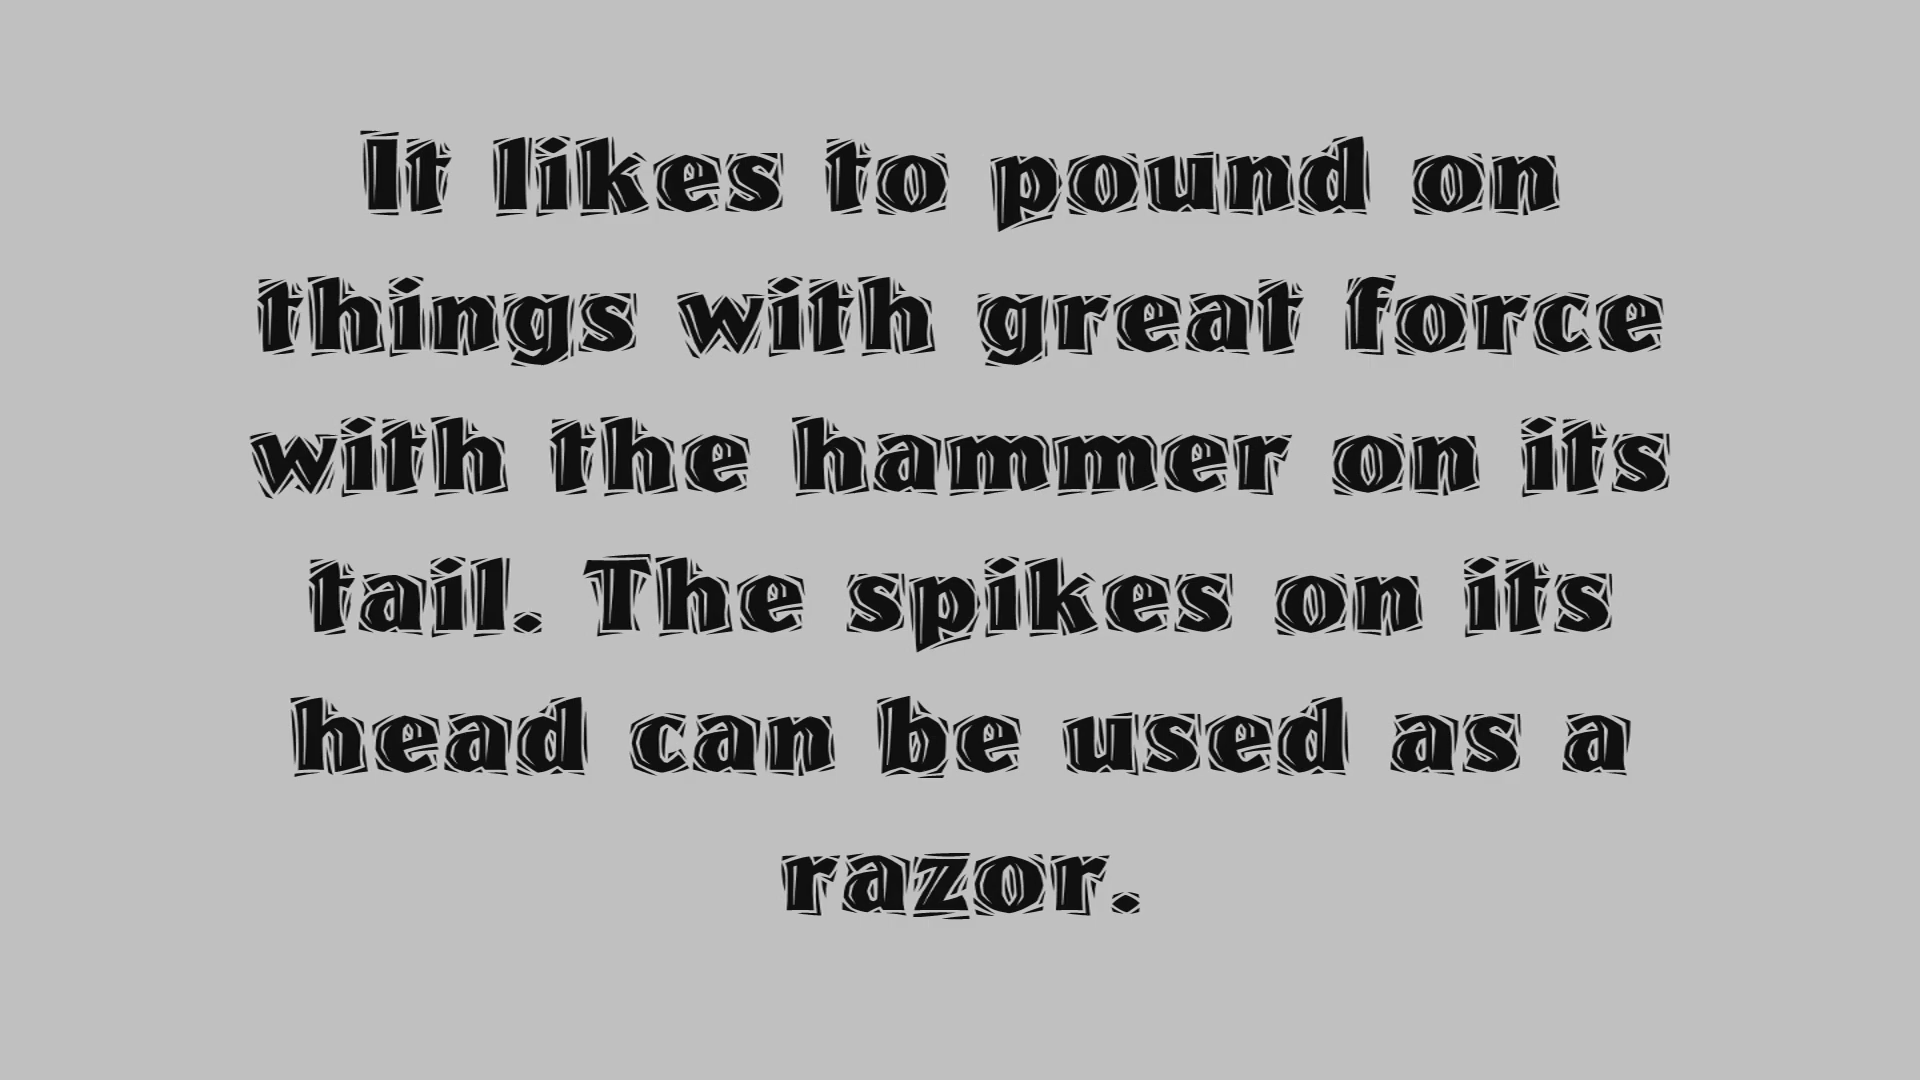 It likes to pound on
things with great force
with the hammer on its
tail. The spikes on its
head can be used as a
razor.